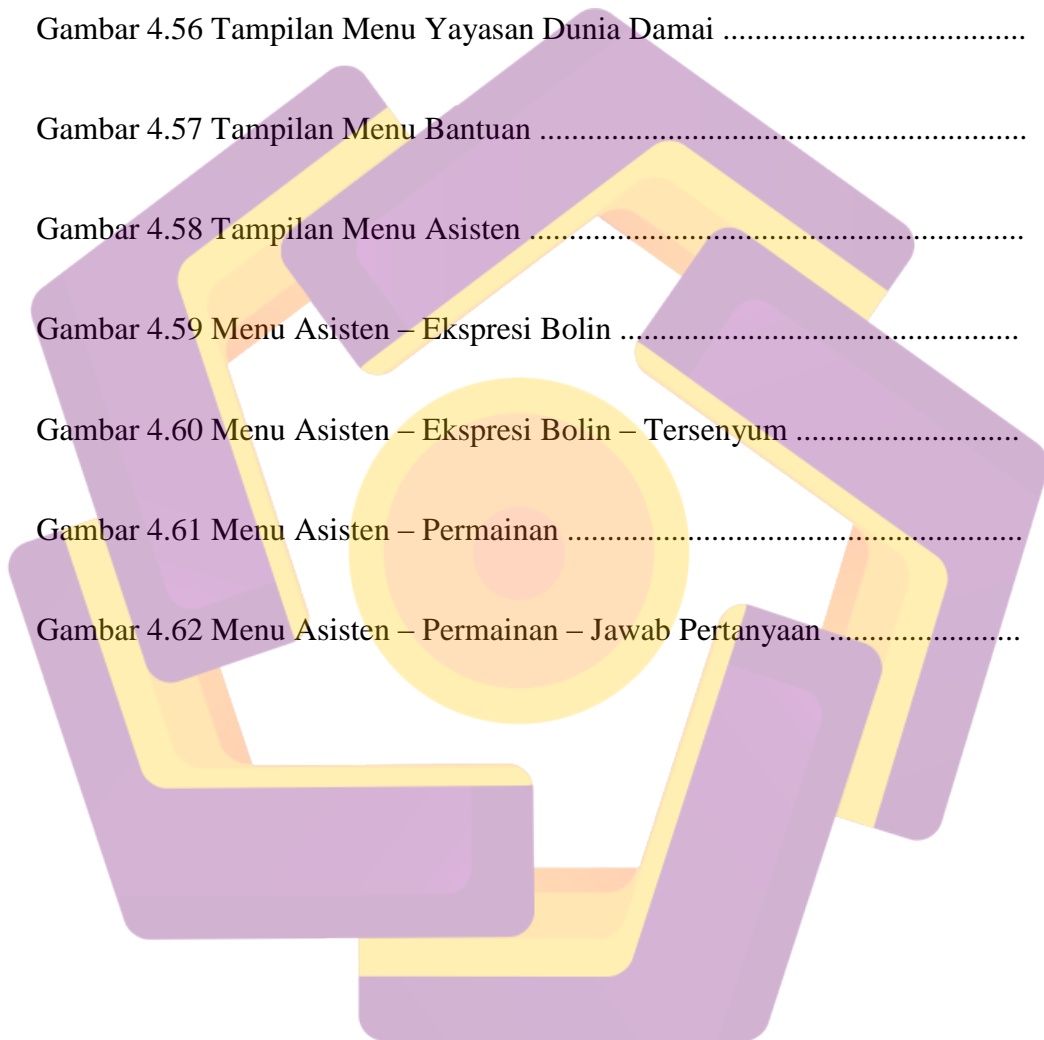 Gambar 4.56 Tampilan Menu Yayasan Dunia Damai ......................................
Gambar 4.57 Tampilan Menu Bantuan .............................................................
Gambar 4.58 Tampilan Menu Asisten ..............................................................
Gambar 4.59 Menu Asisten – Ekspresi Bolin ..................................................
Gambar 4.60 Menu Asisten – Ekspresi Bolin – Tersenyum ............................
Gambar 4.61 Menu Asisten – Permainan .........................................................
Gambar 4.62 Menu Asisten – Permainan – Jawab Pertanyaan ........................